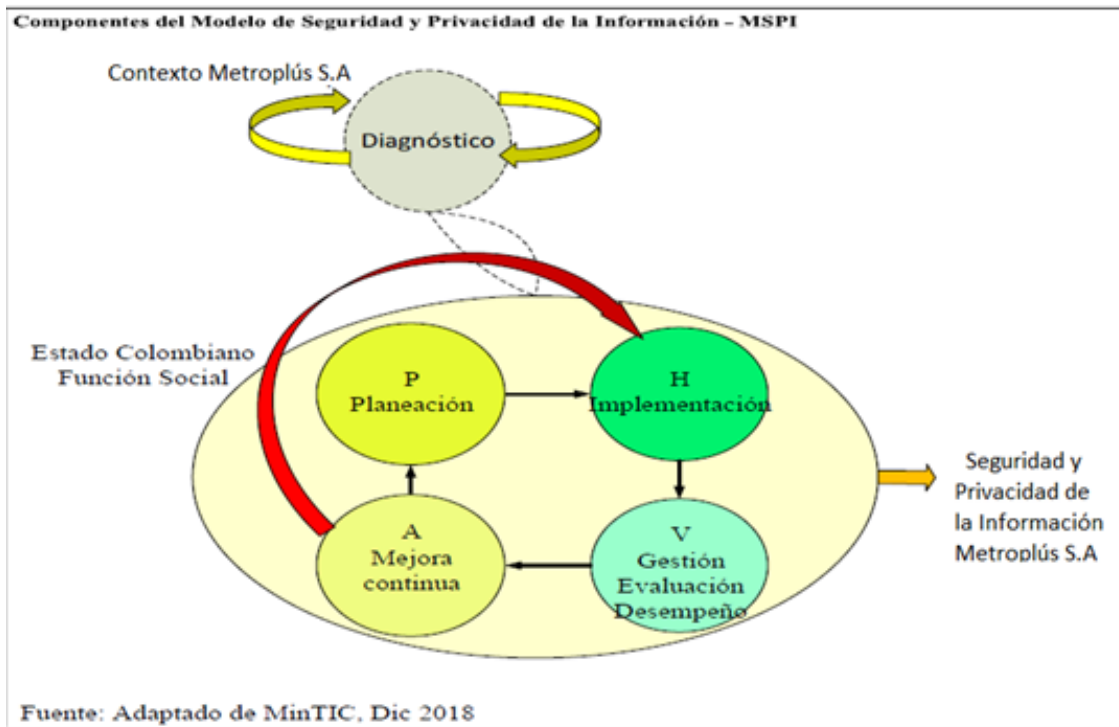 Componentes del Modelo de Seguridad y Privacidad de la Información – MSPI
Contexto Metroplús S.A
Diagnóstico
Estado Colombiano
Función Social
P
Planeación
H
Implementación
A
Mejora
continua
V
Gestión
Evaluación
Desempeño
Seguridad y
Privacidad de
la Información
Metroplús S.A
Fuente: Adaptado de MinTIC, Dic 2018